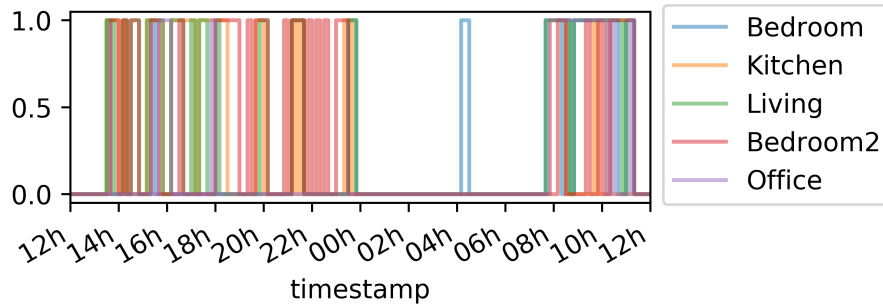 1.0
0.5
0.0
12h 14h 16h 18h 20h 22h 00h 02h 04h 06h 08h 10h 12h
timestamp
Bedroom
Kitchen
Living
Bedroom2
Office